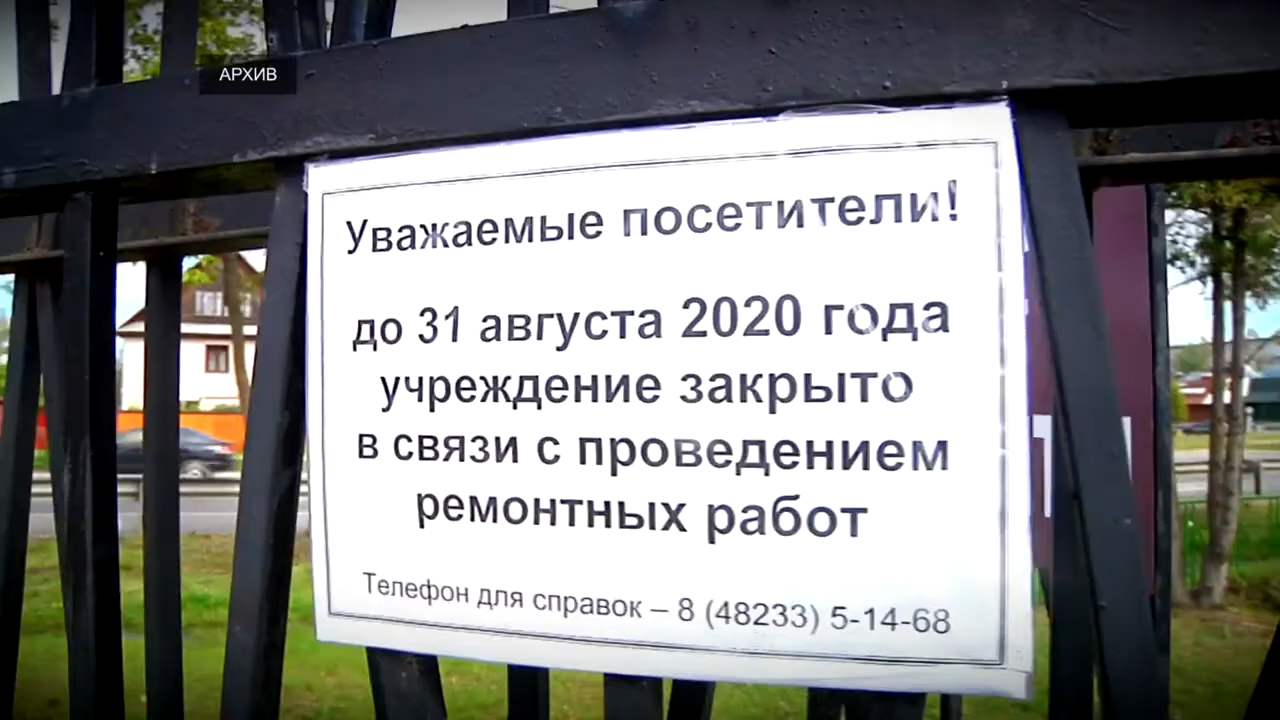 АРХИВ
Уважаемые посетители!
до 31 августа 2020 года
учреждение закрыто
в связи с проведением
ремонтных работ
Телефон для справок – 8 (48233) 5-14-68